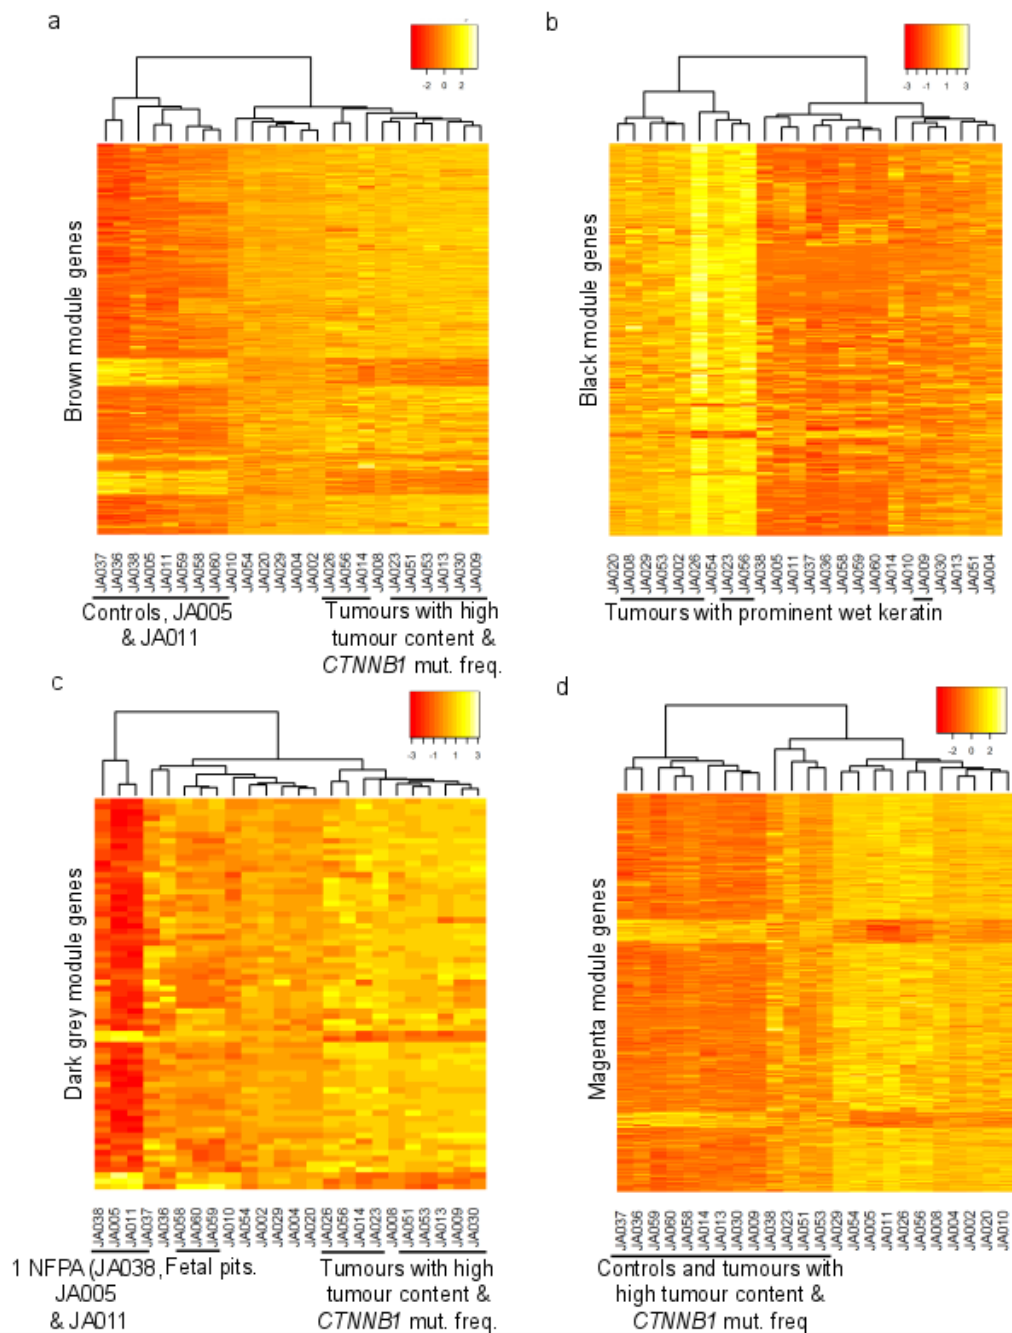 a
-2 0 2
Brown module genes
JA037 JA036 JA038 JA005 JA011 JA059 JA058 JA060 JA010 JA054 JA020 JA029 JA004 JA002 JA026 JA056 JA014 JA008 JA023 JA051 JA053 JA013 JA030 JA009
Controls, JA005
& JA011
Tumours with high
tumour content &
CTNNB1 mut. freq.
b
-3 -1 1 3
Black module genes
JA020 JA008 JA029 JA053 JA002 JA026 JA054 JA023 JA056 JA038 JA005 JA011 JA037 JA036 JA058 JA059 JA060 JA014 JA010 JA009 JA030 JA013 JA051 JA004
Tumours with prominent wet keratin
c
-3 -1 1 3
Dark grey module genes
JA038 JA005 JA011 JA037 JA036 JA058 JA060 JA059 JA010 JA054 JA002 JA029 JA004 JA020 JA026 JA056 JA014 JA023 JA008 JA051 JA053 JA013 JA009 JA030
1 NFPA (JA038,
JA005
& JA011
Fetal pits.
Tumours with high
tumour content &
CTNNB1 mut. freq.
d
-2 0 2
Magenta module genes
JA037 JA036 JA059 JA060 JA058 JA014 JA013 JA030 JA009 JA038 JA023 JA051 JA053 JA029 JA054 JA005 JA011 JA026 JA056 JA008 JA004 JA002 JA020 JA010
Controls and tumours with
high tumour content &
CTNNB1 mut. freq